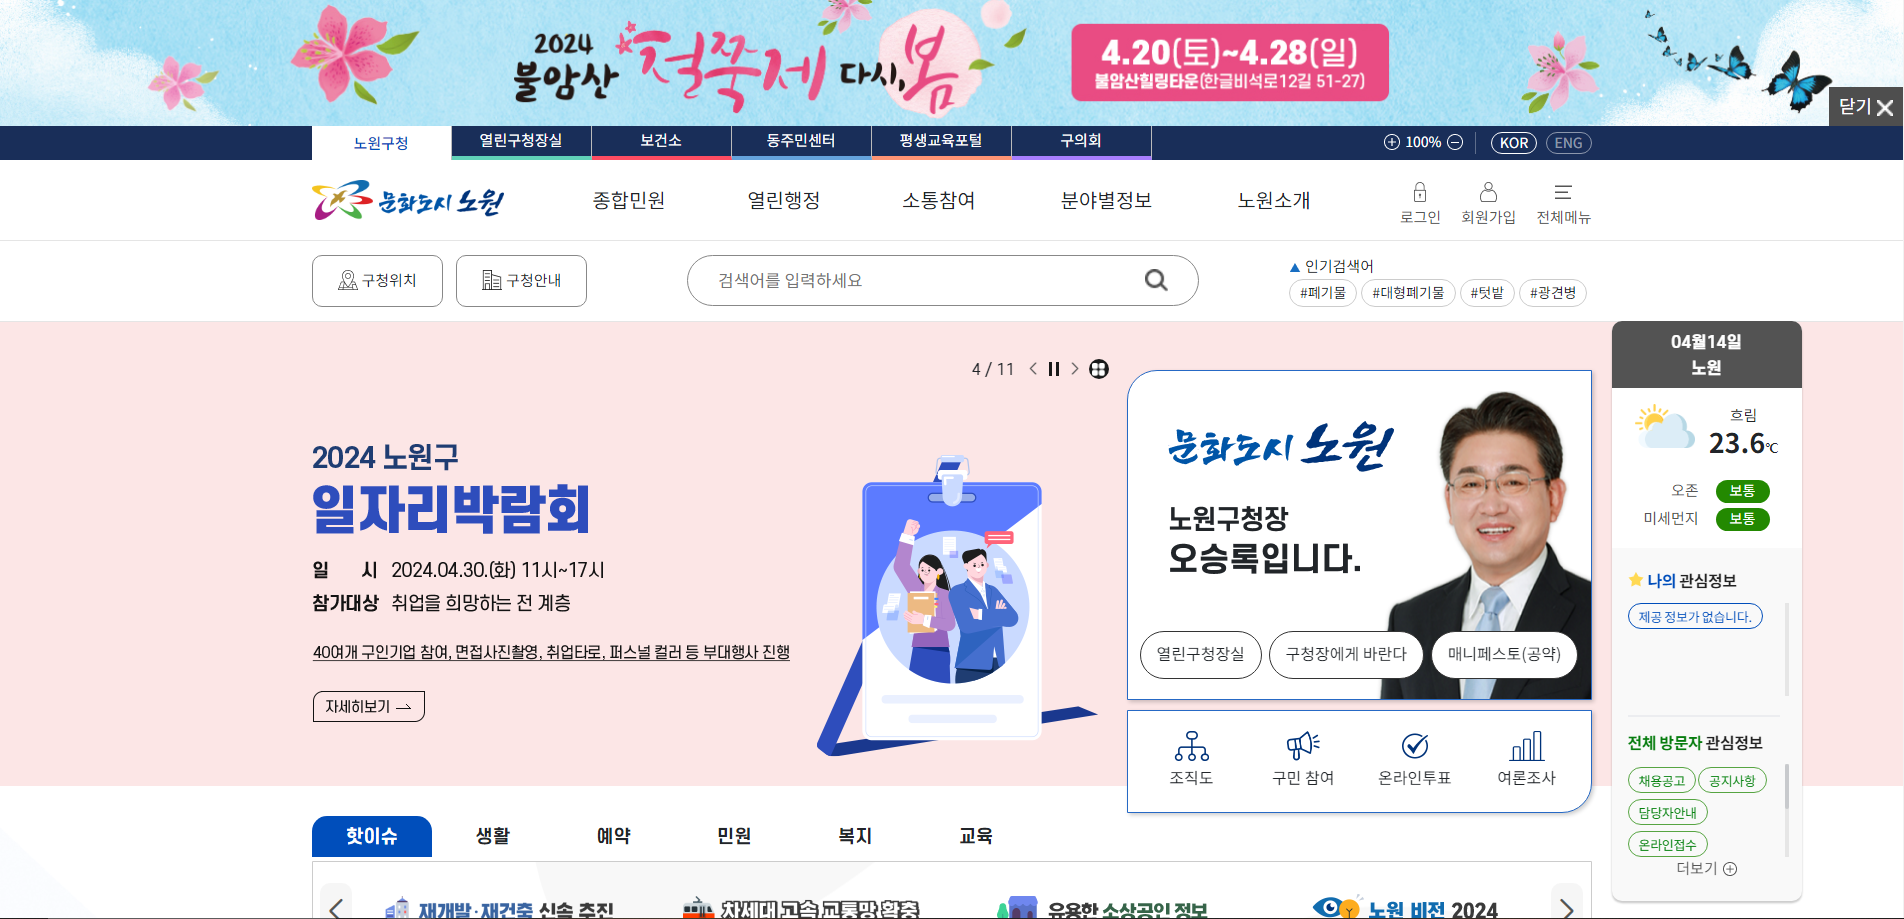 2024
불암산
철쭉제
다시, 봄
4.20(토)~4.28(일)
불암산힐링타운(한글비석로12길 51-27)
닫기
노원구청
열린구청장실
보건소
동주민센터
평생교육포털
구의회
100%
KOR
ENG
문화도시 노원
종합민원
열린행정
소통참여
분야별정보
노원소개
로그인
회원가입
전체메뉴
구청위치
구청안내
검색어를 입력하세요
▲ 인기검색어
#폐기물
#대형폐기물
#텃밭
#광견병
4 / 11
2024 노원구
일자리박람회
일 시 2024.04.30.(화) 11시~17시
참가대상 취업을 희망하는 전 계층
40여개 구인기업 참여, 면접사진촬영, 취업타로, 퍼스널 컬러 등 부대행사 진행
자세히보기
문화도시 노원
노원구청장
오승록입니다.
열린구청장실
구청장에게 바란다
매니페스토(공약)
조직도
구민 참여
온라인투표
여론조사
04월14일
노원
흐림
23.6℃
오존 보통
미세먼지 보통
나의 관심정보
제공 정보가 없습니다.
전체 방문자 관심정보
채용공고
공지사항
담당자안내
온라인접수
더보기
핫이슈
생활
예약
민원
복지
교육
재개발·재건축 신속 추진
차세대 고속 교통망 확충
유용한 소상공인 정보
노원 비전 2024